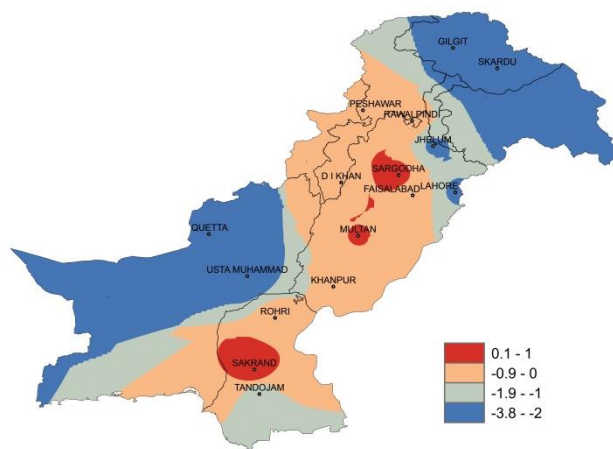 GILGIT
SKARDU
PESHAWAR
RAWALPINDI
JHELUM
SARGODHA
D I KHAN
FAISALABAD
LAHORE
MULTAN
QUETTA
USTA MUHAMMAD
KHANPUR
ROHRI
SAKRAND
TANDOJAM
0.1 - 1
-0.9 - 0
-1.9 - -1
-3.8 - -2